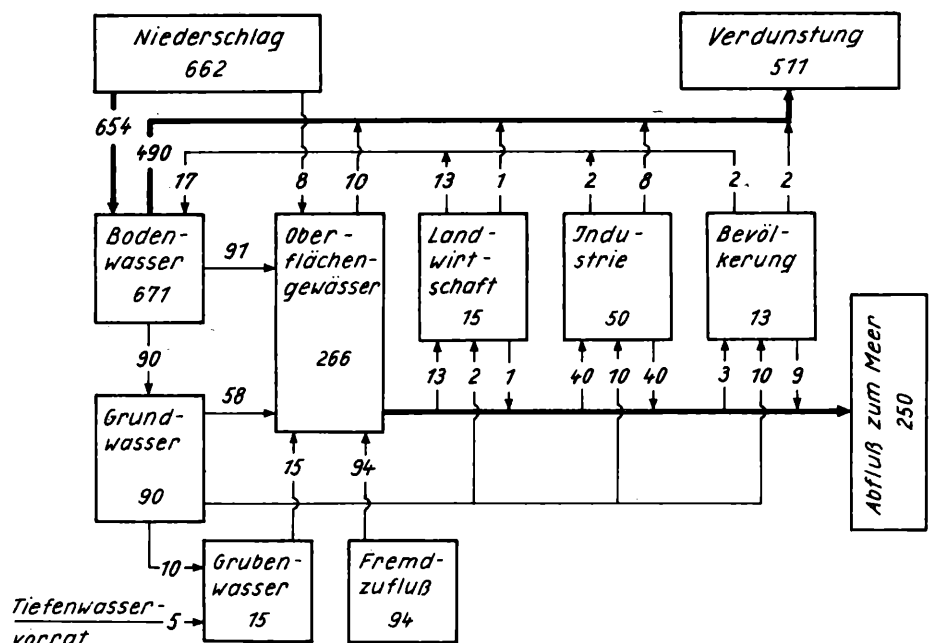 Niederschlag
662
Verdunstung
511
654
490
17
8
10
13
1
2
8
2
2
Boden-
wasser
671
91
Ober-
flächen-
gewässer
266
Land-
wirt-
schaft
15
Industrie
50
Bevöl-
kerung
13
90
58
13
2
1
40
10
40
3
10
9
Abfluß zum Meer
250
Grund-
wasser
90
15
94
10
Gruben-
wasser
15
Fremd-
zufluß
94
Tiefenwasser-
vorrat
5